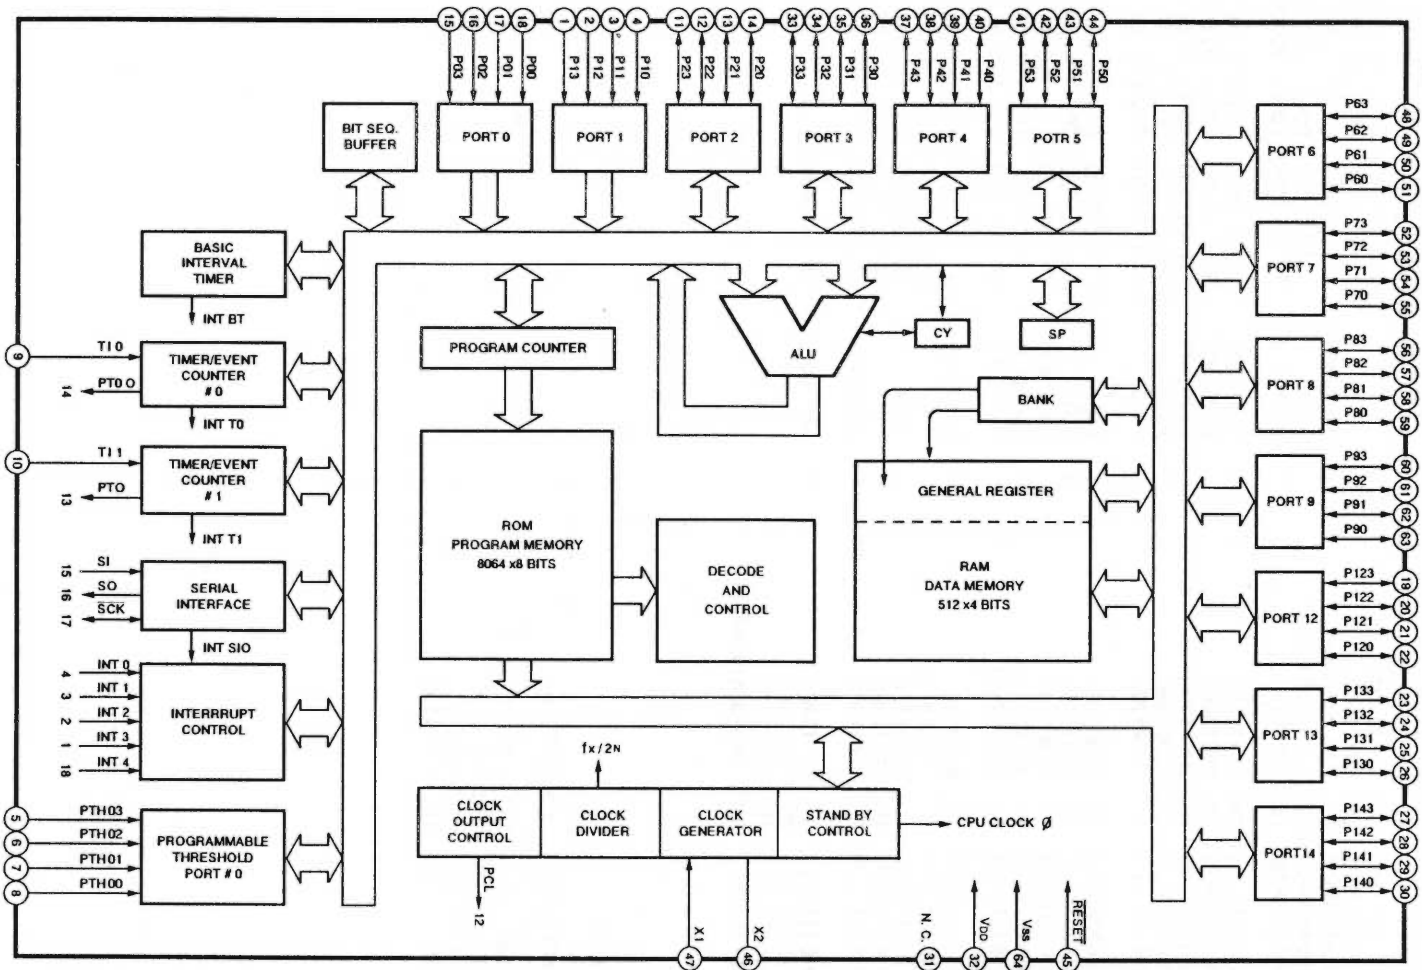 15 16 17 18 1 2 3 4 11 12 13 14 33 34 35 36 37 38 39 40 41 42 43 44
P03 P02 P01 P00 P13 P12 P11 P10 P23 P22 P21 P20 P33 P32 P31 P30 P43 P42 P41 P40 P53 P52 P51 P50
BIT SEQ.
BUFFER
PORT 0
PORT 1
PORT 2
PORT 3
PORT 4
POTR 5
PORT 6
P63 48
P62 49
P61 50
P60 51
BASIC
INTERVAL
TIMER
INT BT
PORT 7
P73 52
P72 53
P71 54
P70 55
9 TI 0
14 PT0 O
TIMER/EVENT
COUNTER
# 0
INT T0
PROGRAM COUNTER
ALU
CY
SP
BANK
PORT 8
P83 56
P82 57
P81 58
P80 59
10 TI 1
13 PTO
TIMER/EVENT
COUNTER
# 1
INT T1
ROM
PROGRAM MEMORY
8064 x8 BITS
DECODE
AND
CONTROL
GENERAL REGISTER
RAM
DATA MEMORY
512 x4 BITS
PORT 9
P93 60
P92 61
P91 62
P90 63
15 SI
16 SO
17 SCK
SERIAL
INTERFACE
INT SIO
PORT 12
P123 19
P122 20
P121 21
P120 22
4 INT 0
3 INT 1
2 INT 2
1 INT 3
18 INT 4
INTERRRUPT
CONTROL
PORT 13
P133 23
P132 24
P131 25
P130 26
5 PTH03
6 PTH02
7 PTH01
8 PTH00
PROGRAMMABLE
THRESHOLD
PORT # 0
fx/2N
CLOCK
OUTPUT
CONTROL
CLOCK
DIVIDER
CLOCK
GENERATOR
STAND BY
CONTROL
CPU CLOCK Ø
PORT14
P143 27
P142 28
P141 29
P140 30
PCL
12
X1
47
X2
46
N. C.
31
VDD
32
Vss
64
RESET
45